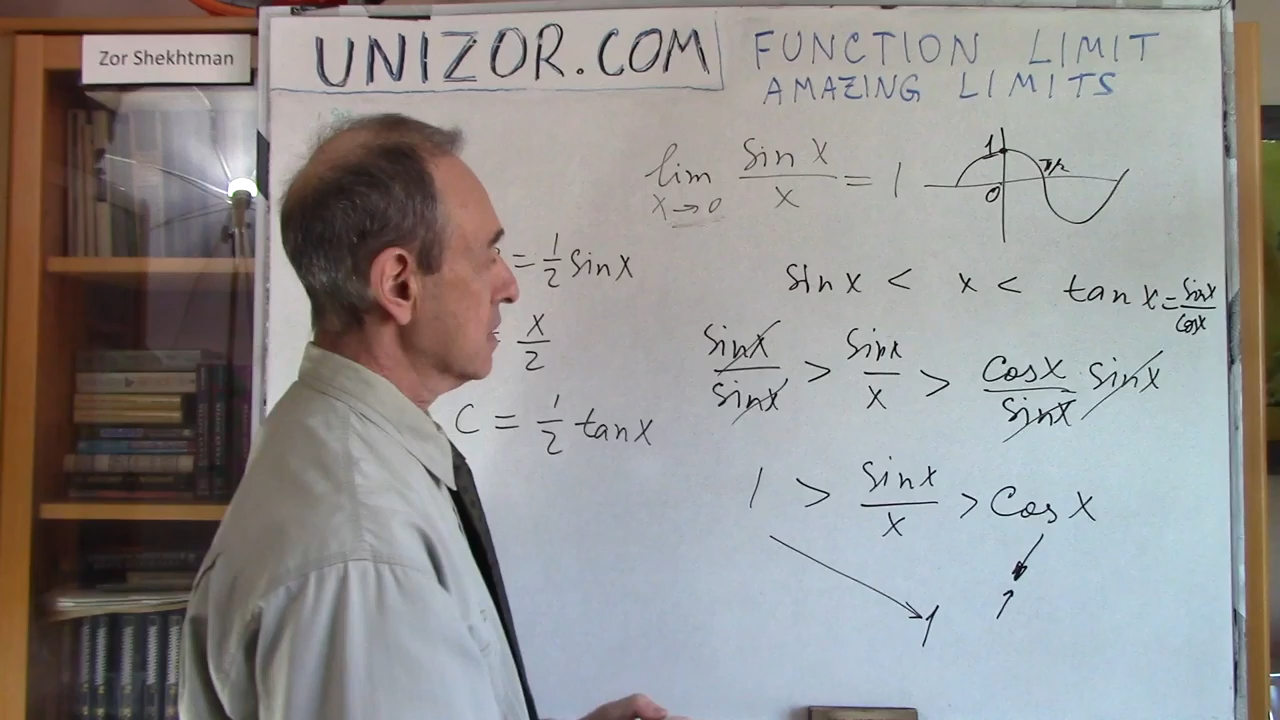 Zor Shekhtman
UNIZOR.COM
FUNCTION LIMIT
AMAZING LIMITS
lim x→0 sin x / x = 1
1
0
π/2
= 1/2 sin x
x/2
C = 1/2 tan x
sin x < x < tan x = sin x / cos x
sin x / sin x > sin x / x > cos x / sin x · sin x
1 > sin x / x > cos x
1
1